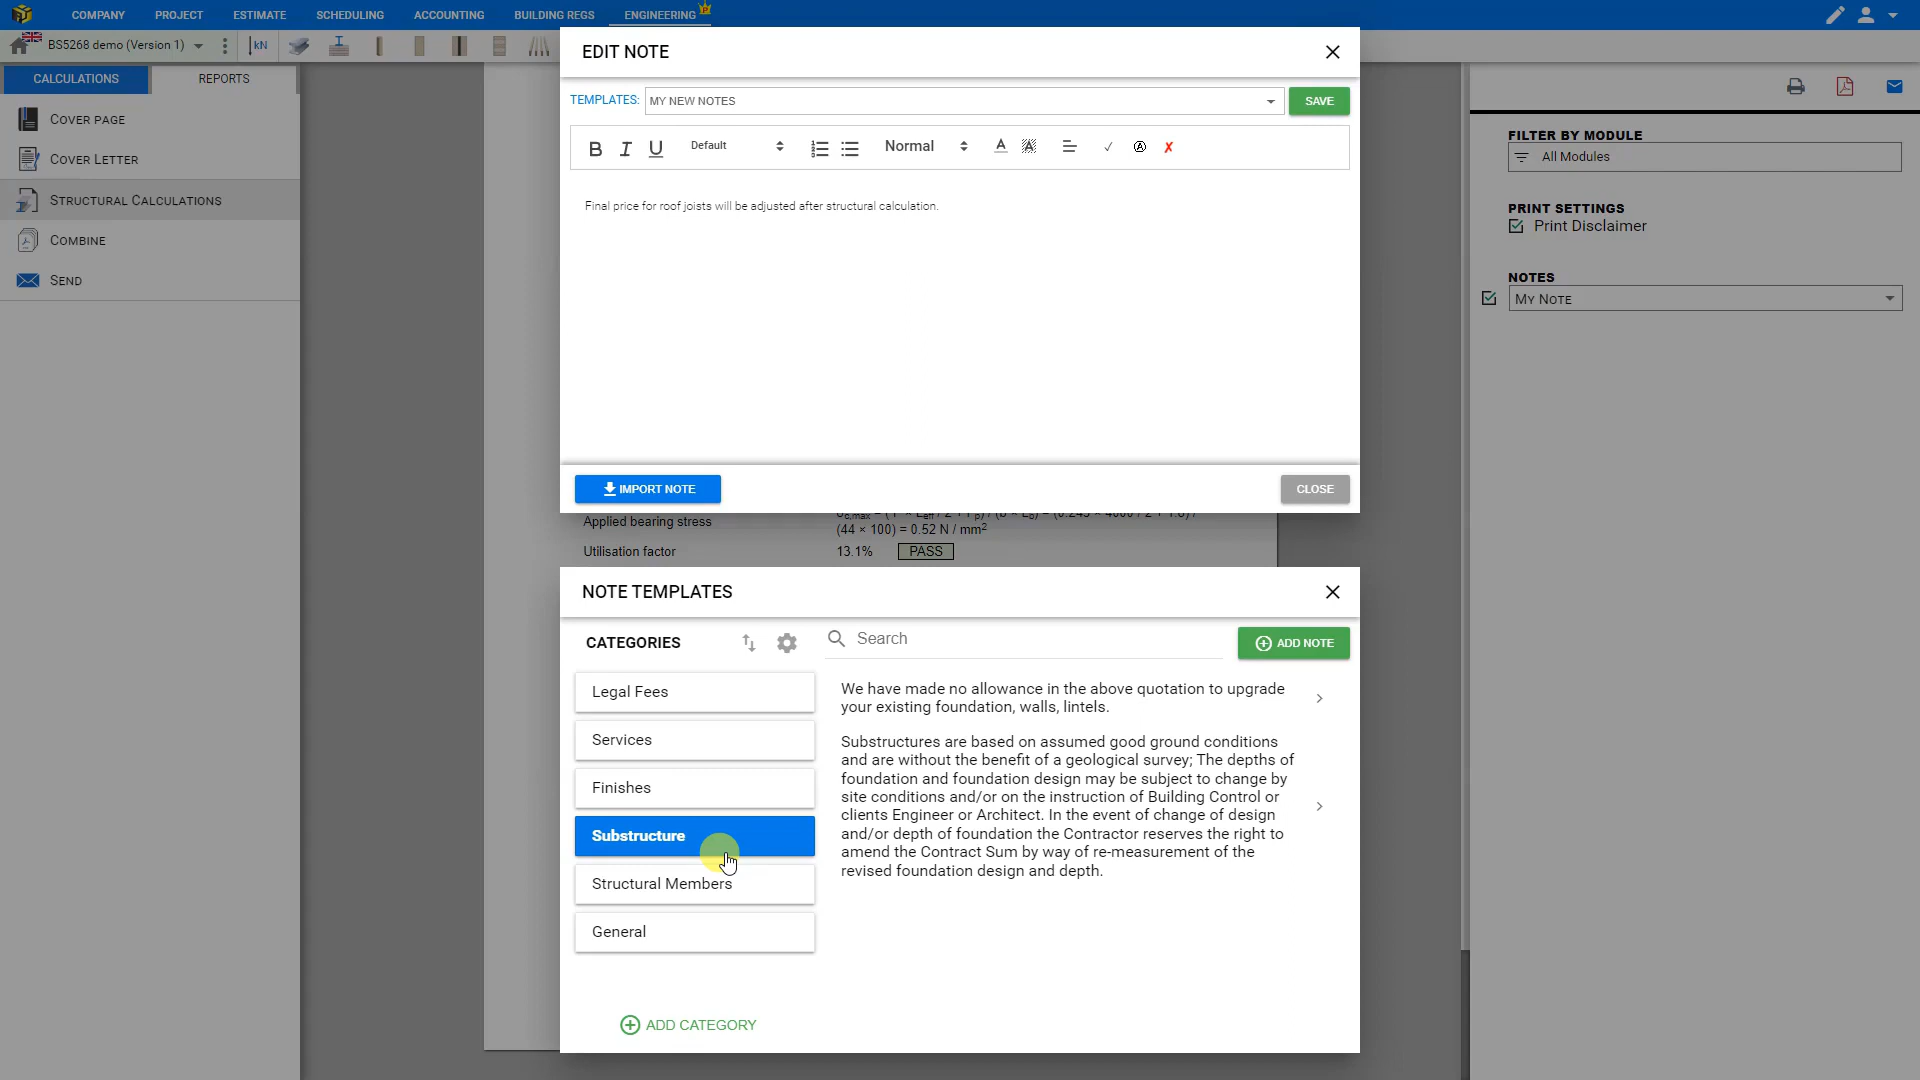 COMPANY PROJECT ESTIMATE SCHEDULING ACCOUNTING BUILDING REGS ENGINEERING
BS5268 demo (Version 1)
kN
CALCULATIONS
REPORTS
COVER PAGE
COVER LETTER
STRUCTURAL CALCULATIONS
COMBINE
SEND
EDIT NOTE
TEMPLATES: MY NEW NOTES
SAVE
B I U Default Normal A
Final price for roof joists will be adjusted after structural calculation.
IMPORT NOTE
CLOSE
Applied bearing stress
(44 × 100) = 0.52 N / mm²
Utilisation factor 13.1% PASS
NOTE TEMPLATES
CATEGORIES
Search
ADD NOTE
Legal Fees
Services
Finishes
Substructure
Structural Members
General
ADD CATEGORY
We have made no allowance in the above quotation to upgrade
your existing foundation, walls, lintels.
Substructures are based on assumed good ground conditions
and are without the benefit of a geological survey; The depths of
foundation and foundation design may be subject to change by
site conditions and/or on the instruction of Building Control or
clients Engineer or Architect. In the event of change of design
and/or depth of foundation the Contractor reserves the right to
amend the Contract Sum by way of re-measurement of the
revised foundation design and depth.
FILTER BY MODULE
All Modules
PRINT SETTINGS
Print Disclaimer
NOTES
MY NOTE